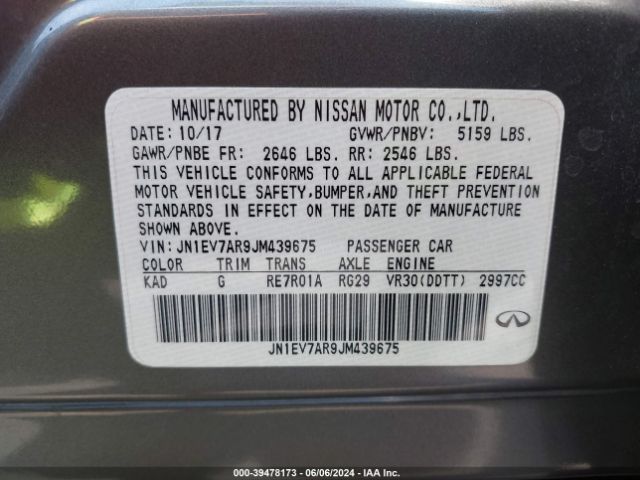 MANUFACTURED BY NISSAN MOTOR CO.,LTD.
DATE: 10/17 GVWR/PNBV: 5159 LBS.
GAWR/PNBE FR: 2646 LBS. RR: 2546 LBS.
THIS VEHICLE CONFORMS TO ALL APPLICABLE FEDERAL
MOTOR VEHICLE SAFETY,BUMPER,AND THEFT PREVENTION
STANDARDS IN EFFECT ON THE DATE OF MANUFACTURE
SHOWN ABOVE.
VIN: JN1EV7AR9JM439675 PASSENGER CAR
COLOR TRIM TRANS AXLE ENGINE
KAD G RE7R01A RG29 VR30(DDTT) 2997CC
JN1EV7AR9JM439675
000-39478173 - 06/06/2024 - IAA Inc.